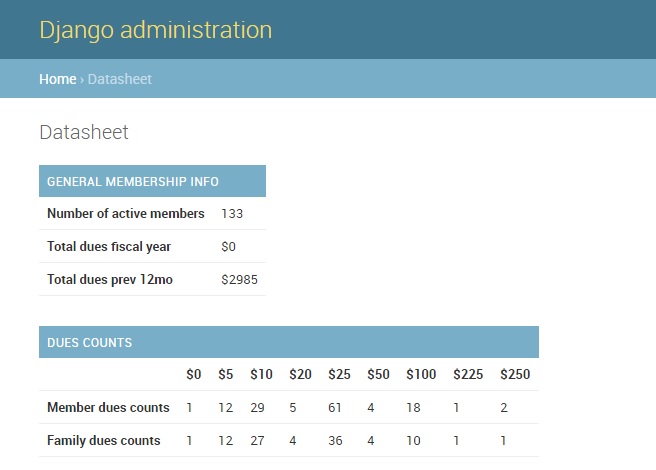 Django administration
Home › Datasheet
Datasheet
GENERAL MEMBERSHIP INFO
Number of active members 133
Total dues fiscal year $0
Total dues prev 12mo $2985
DUES COUNTS
$0 $5 $10 $20 $25 $50 $100 $225 $250
Member dues counts 1 12 29 5 61 4 18 1 2
Family dues counts 1 12 27 4 36 4 10 1 1